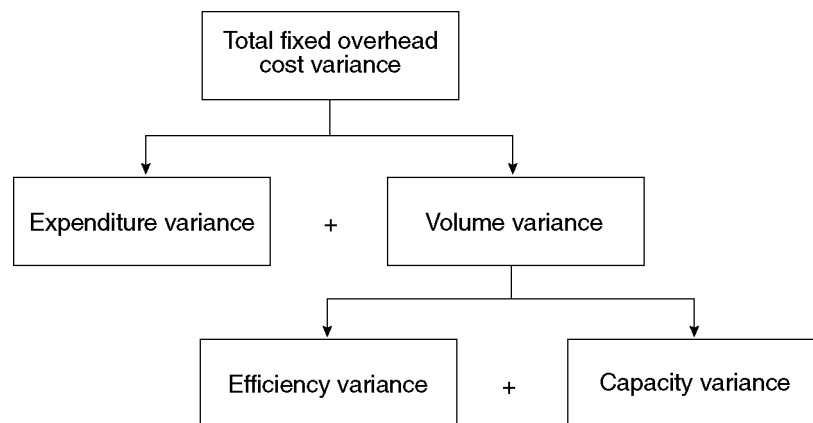 Total fixed overhead
cost variance
Expenditure variance
+
Volume variance
Efficiency variance
+
Capacity variance